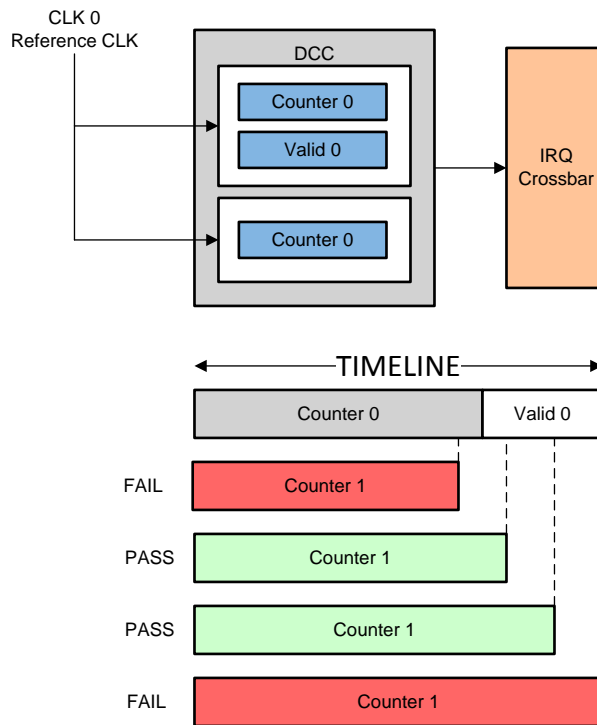 CLK 0
Reference CLK
DCC
Counter 0
Valid 0
Counter 0
IRQ
Crossbar
TIMELINE
Counter 0
Valid 0
FAIL
Counter 1
PASS
Counter 1
PASS
Counter 1
FAIL
Counter 1